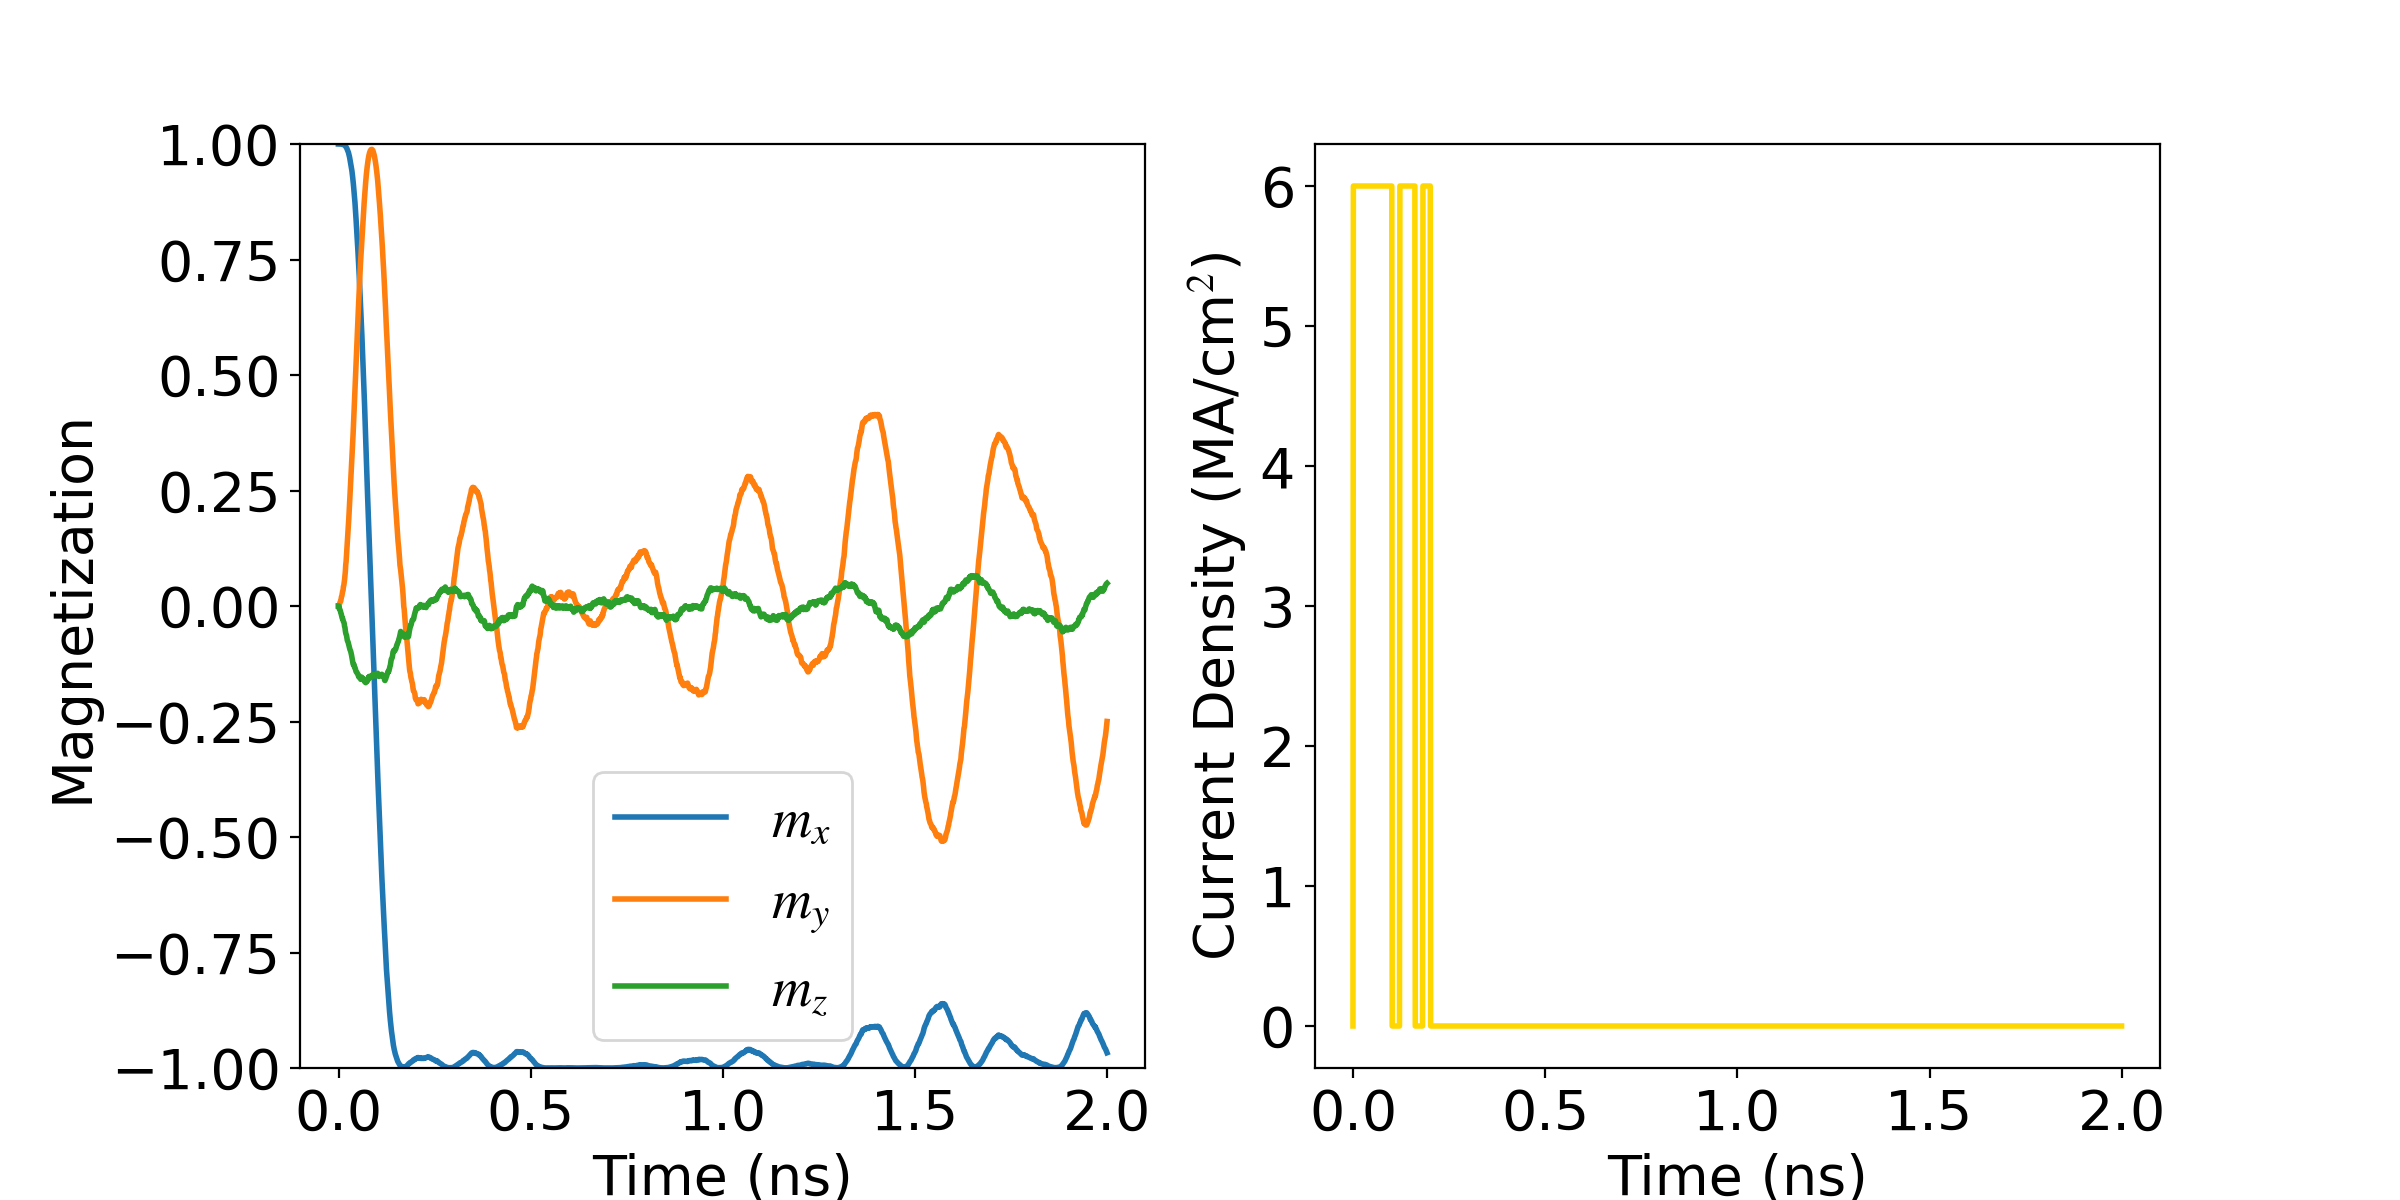 1.00
0.75
0.50
0.25
0.00
−0.25
−0.50
−0.75
−1.00
Magnetization
m_x
m_y
m_z
0.0 0.5 1.0 1.5 2.0
Time (ns)
6
5
4
3
2
1
0
Current Density (MA/cm²)
0.0 0.5 1.0 1.5 2.0
Time (ns)